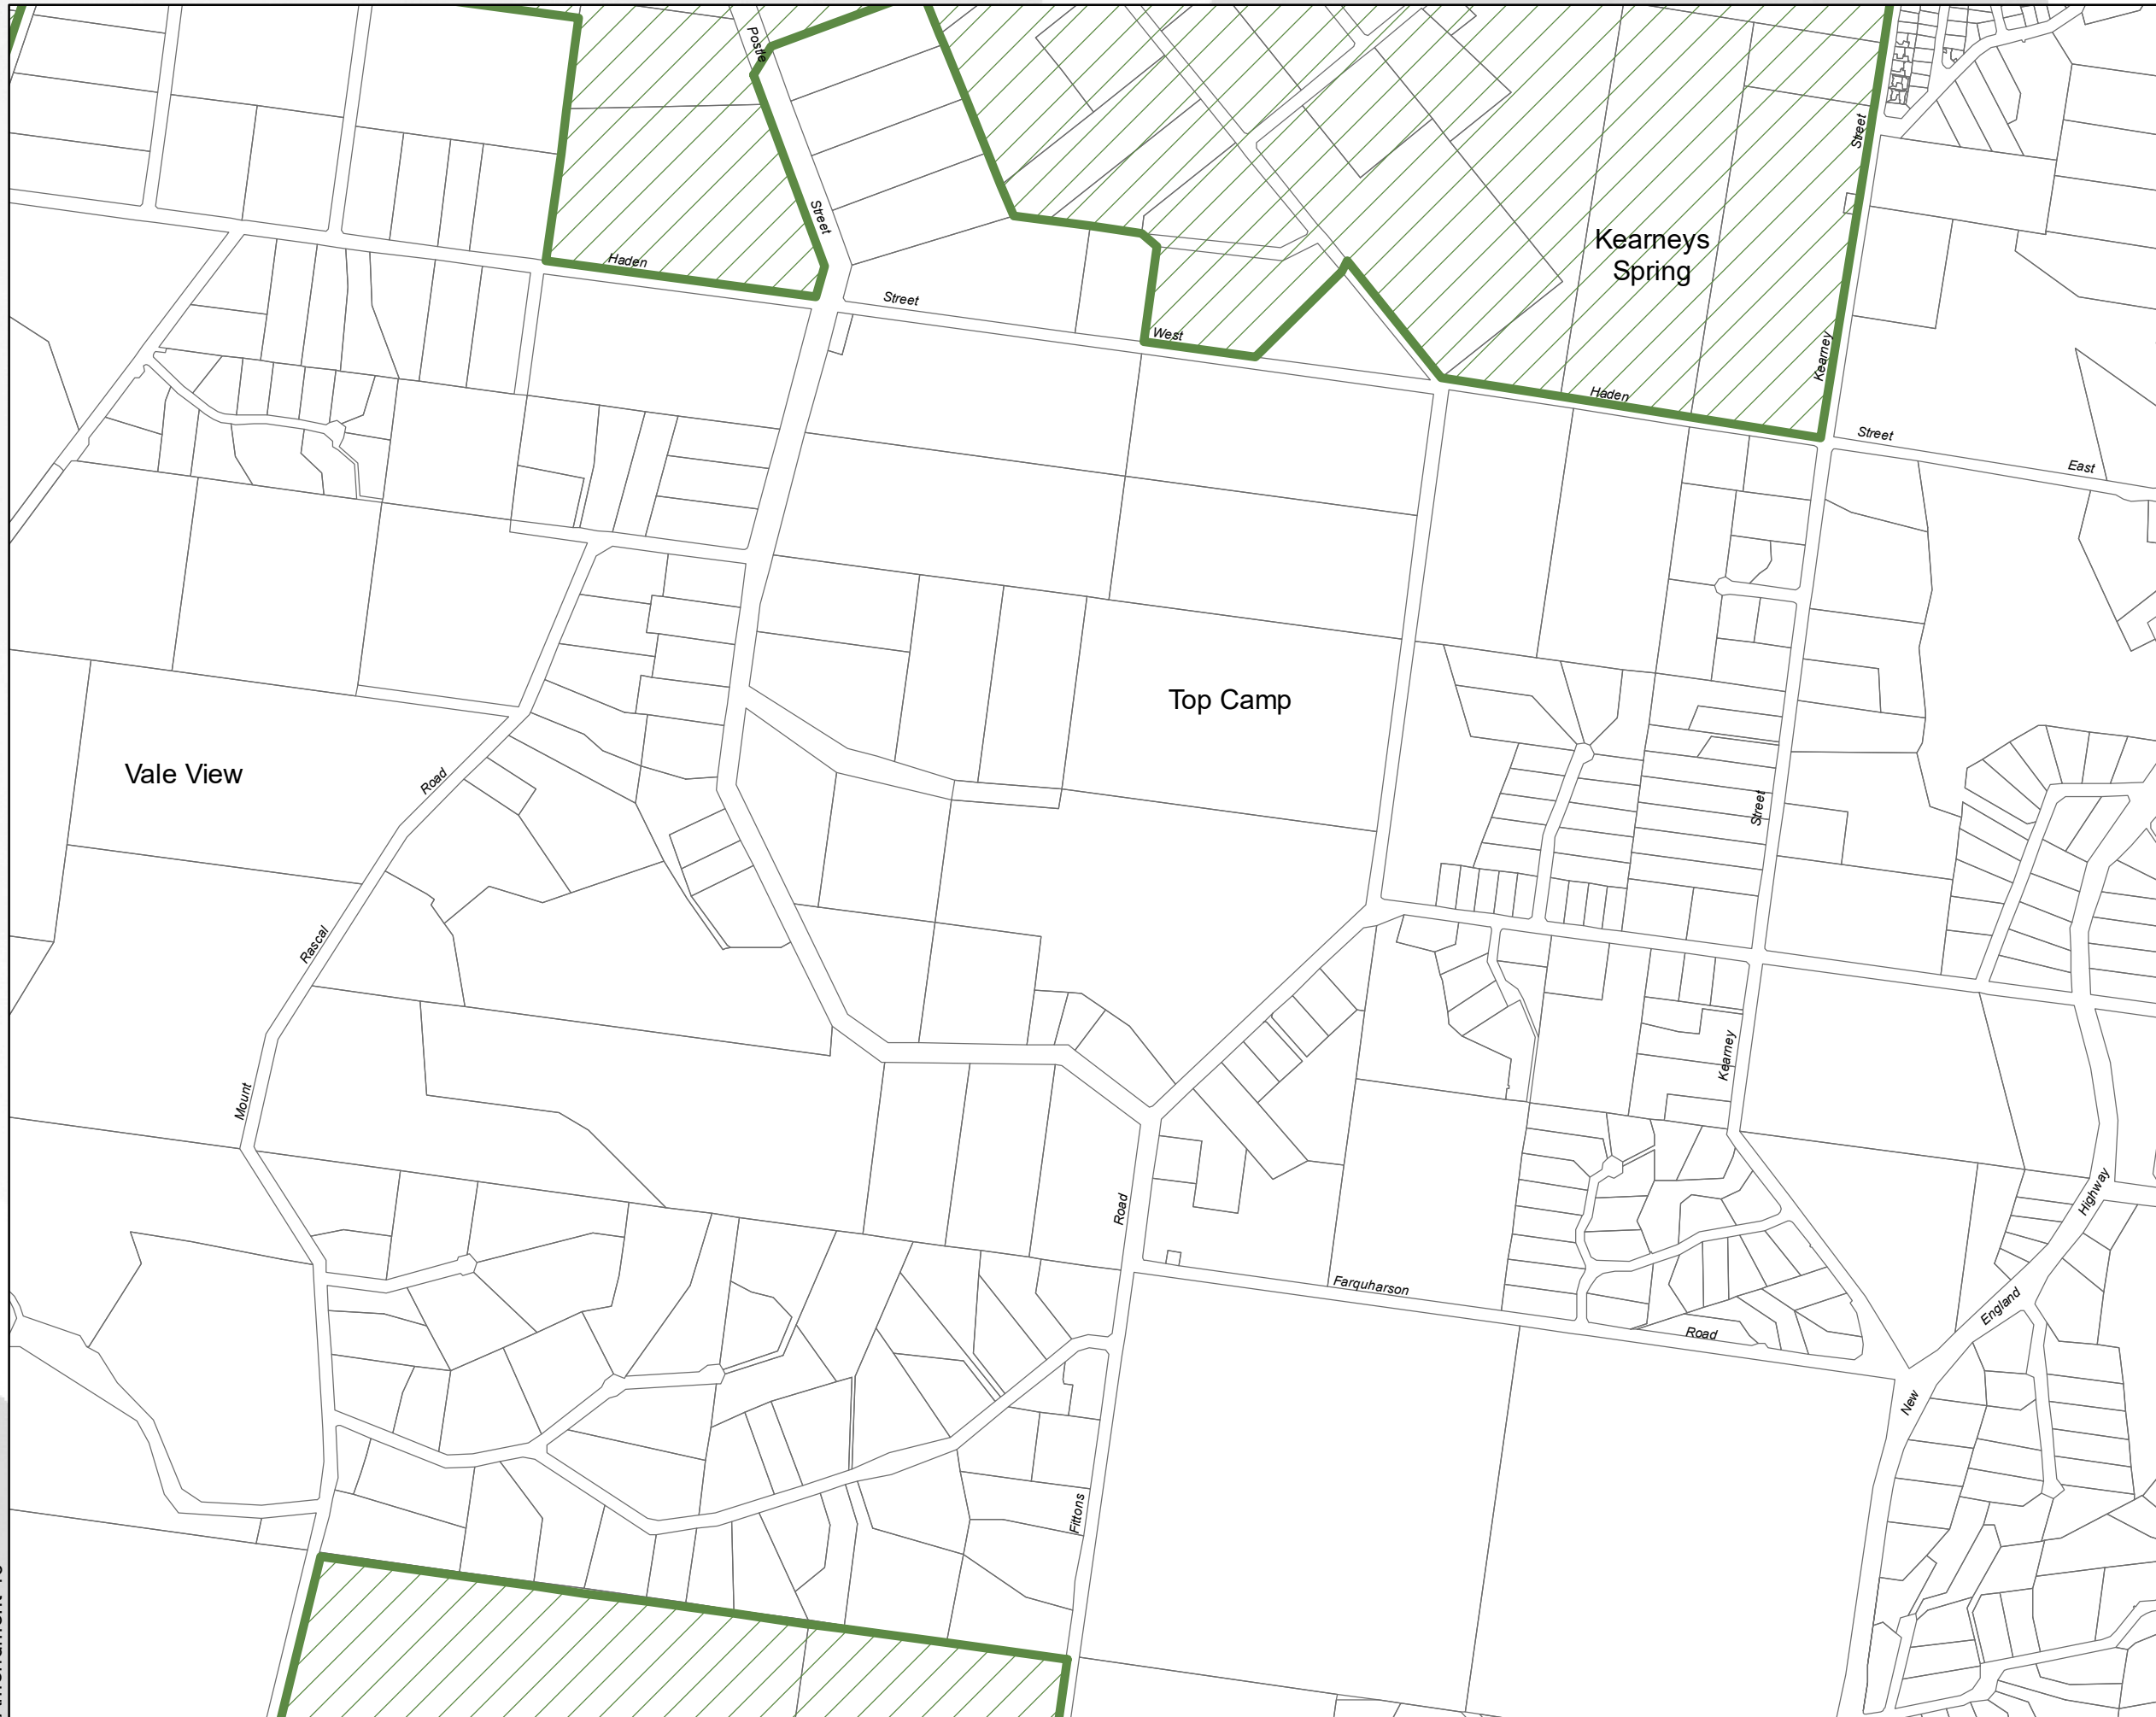 Postle
Street
Street
Kearneys
Spring
Haden
Street
West
Kearney
Haden
Street
East
Top Camp
Vale View
Road
Street
Rascal
Kearney
Mount
Road
Highway
Farquharson
England
Road
New
Fittons